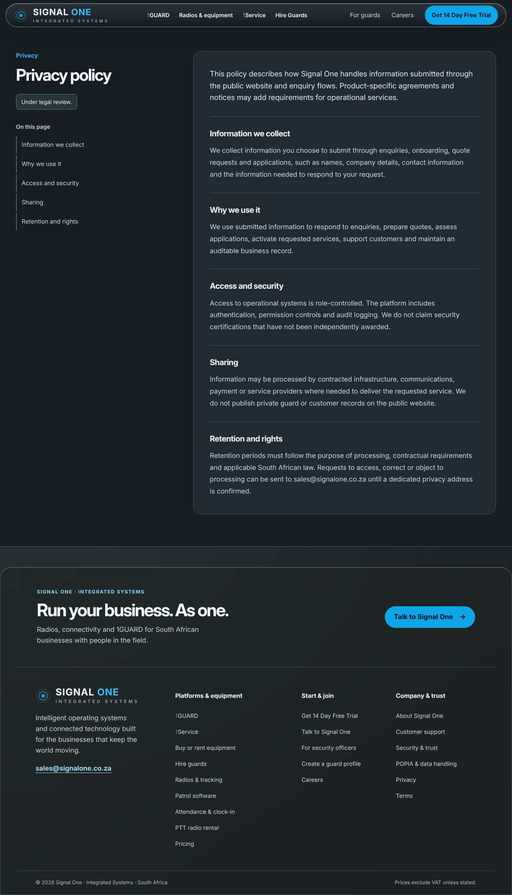 SIGNAL ONE
INTEGRATED SYSTEMS
1GUARD
Radios & equipment
1Service
Hire Guards
For guards
Careers
Get 14 Day Free Trial
Privacy
Privacy policy
Under legal review.
On this page
Information we collect
Why we use it
Access and security
Sharing
Retention and rights
This policy describes how Signal One handles information submitted through
the public website and enquiry flows. Product-specific agreements and
notices may add requirements for operational services.
Information we collect
We collect information you choose to submit through enquiries, onboarding, quote
requests and applications, such as names, company details, contact information
and the information needed to respond to your request.
Why we use it
We use submitted information to respond to enquiries, prepare quotes, assess
applications, activate requested services, support customers and maintain an
auditable business record.
Access and security
Access to operational systems is role-controlled. The platform includes
authentication, permission controls and audit logging. We do not claim security
certifications that have not been independently awarded.
Sharing
Information may be processed by contracted infrastructure, communications,
payment or service providers where needed to deliver the requested service. We
do not publish private guard or customer records on the public website.
Retention and rights
Retention periods must follow the purpose of processing, contractual requirements
and applicable South African law. Requests to access, correct or object to
processing can be sent to sales@signalone.co.za until a dedicated privacy address
is confirmed.
SIGNAL ONE · INTEGRATED SYSTEMS
Run your business. As one.
Radios, connectivity and 1GUARD for South African
businesses with people in the field.
Talk to Signal One →
SIGNAL ONE
INTEGRATED SYSTEMS
Intelligent operating systems
and connected technology built
for the businesses that keep the
world moving.
sales@signalone.co.za
Platforms & equipment
1GUARD
1Service
Buy or rent equipment
Hire guards
Radios & tracking
Patrol software
Attendance & clock-in
PTT radio rental
Pricing
Start & join
Get 14 Day Free Trial
Talk to Signal One
For security officers
Create a guard profile
Careers
Company & trust
About Signal One
Customer support
Security & trust
POPIA & data handling
Privacy
Terms
© 2026 Signal One · Integrated Systems · South Africa
Prices exclude VAT unless stated.